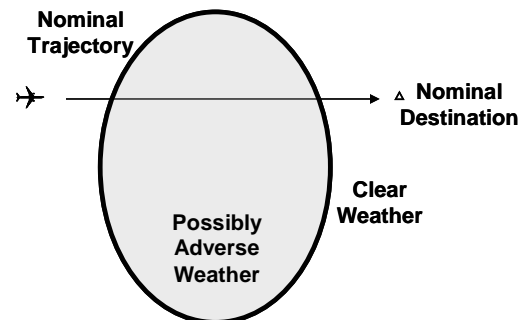 Nominal
Trajectory
Nominal
Destination
Clear
Weather
Possibly
Adverse
Weather